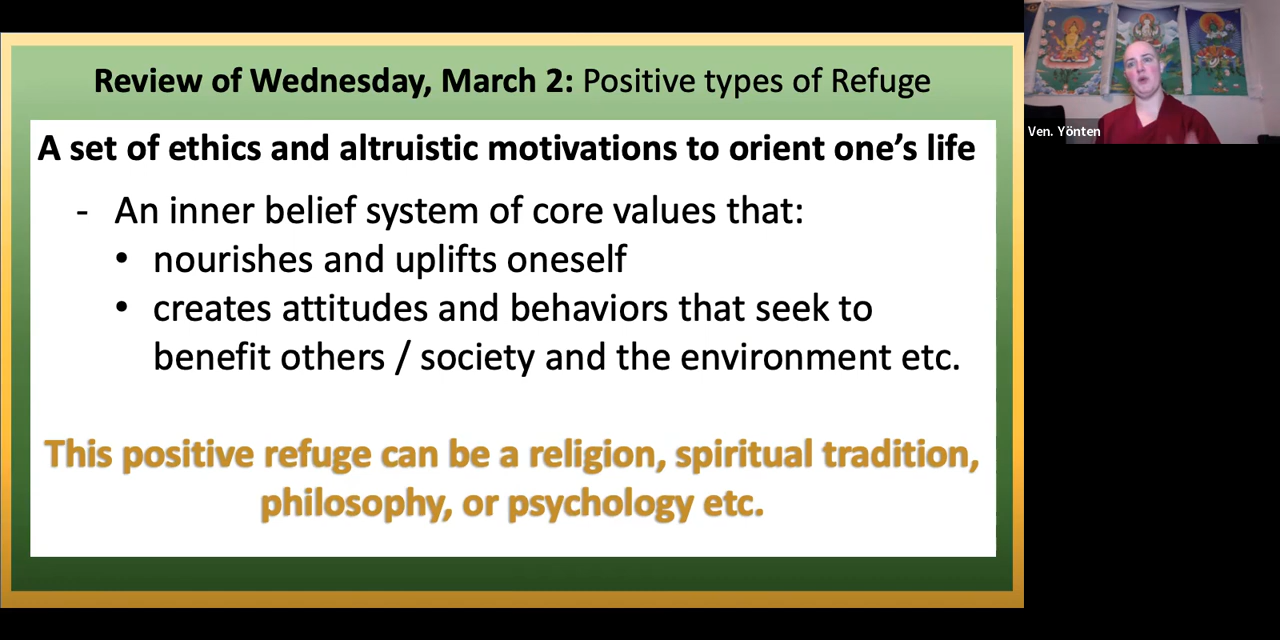 Review of Wednesday, March 2: Positive types of Refuge
A set of ethics and altruistic motivations to orient one’s life
- An inner belief system of core values that:
• nourishes and uplifts oneself
• creates attitudes and behaviors that seek to
benefit others / society and the environment etc.
This positive refuge can be a religion, spiritual tradition,
philosophy, or psychology etc.
Ven. Yönten